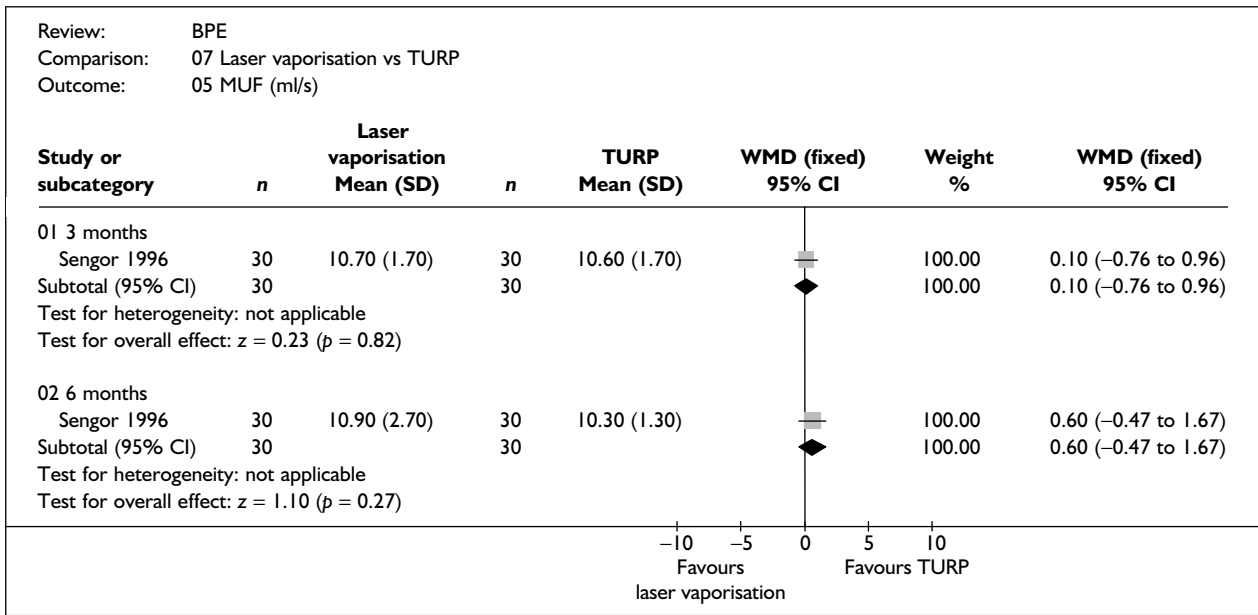 Review: BPE
Comparison: 07 Laser vaporisation vs TURP
Outcome: 05 MUF (ml/s)
Laser
Study or vaporisation TURP WMD (fixed) Weight WMD (fixed)
subcategory n Mean (SD) n Mean (SD) 95% CI % 95% CI
01 3 months
Sengor 1996 30 10.70 (1.70) 30 10.60 (1.70) 100.00 0.10 (−0.76 to 0.96)
Subtotal (95% CI) 30 30 100.00 0.10 (−0.76 to 0.96)
Test for heterogeneity: not applicable
Test for overall effect: z = 0.23 (p = 0.82)
02 6 months
Sengor 1996 30 10.90 (2.70) 30 10.30 (1.30) 100.00 0.60 (−0.47 to 1.67)
Subtotal (95% CI) 30 30 100.00 0.60 (−0.47 to 1.67)
Test for heterogeneity: not applicable
Test for overall effect: z = 1.10 (p = 0.27)
−10 −5 0 5 10
Favours Favours TURP
laser vaporisation